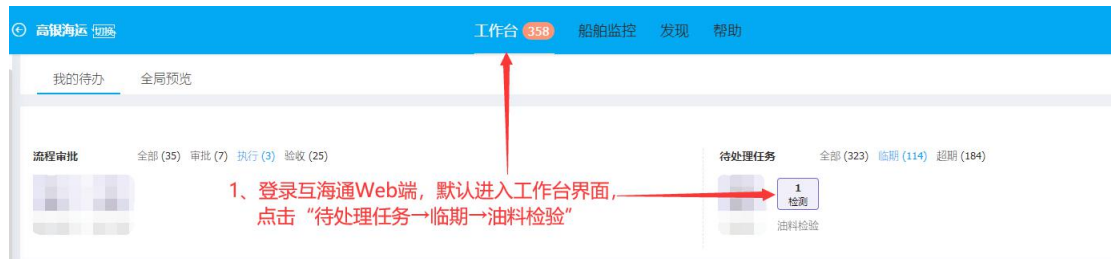 高银海运 切换 工作台 358 船舶监控 发现 帮助
我的待办 全局预览
流程审批 全部 (35) 审批 (7) 执行 (3) 验收 (25) 待处理任务 全部 (323) 临期 (114) 超期 (184)
1、登录互海通Web端，默认进入工作台界面，
点击“待处理任务→临期→油料检验”
1
检测
油料检验